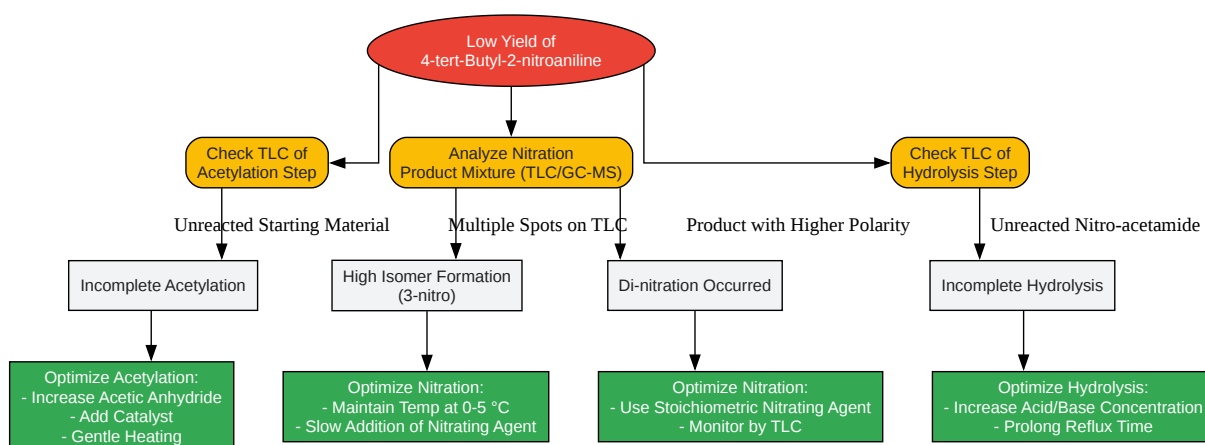 Low Yield of
4-tert-Butyl-2-nitroaniline
Check TLC of
Acetylation Step
Analyze Nitration
Product Mixture (TLC/GC-MS)
Check TLC of
Hydrolysis Step
Unreacted Starting Material
Multiple Spots on TLC
Product with Higher Polarity
Unreacted Nitro-acetamide
Incomplete Acetylation
High Isomer Formation
(3-nitro)
Di-nitration Occurred
Incomplete Hydrolysis
Optimize Acetylation:
- Increase Acetic Anhydride
- Add Catalyst
- Gentle Heating
Optimize Nitration:
- Maintain Temp at 0-5 °C
- Slow Addition of Nitrating Agent
Optimize Nitration:
- Use Stoichiometric Nitrating Agent
- Monitor by TLC
Optimize Hydrolysis:
- Increase Acid/Base Concentration
- Prolong Reflux Time